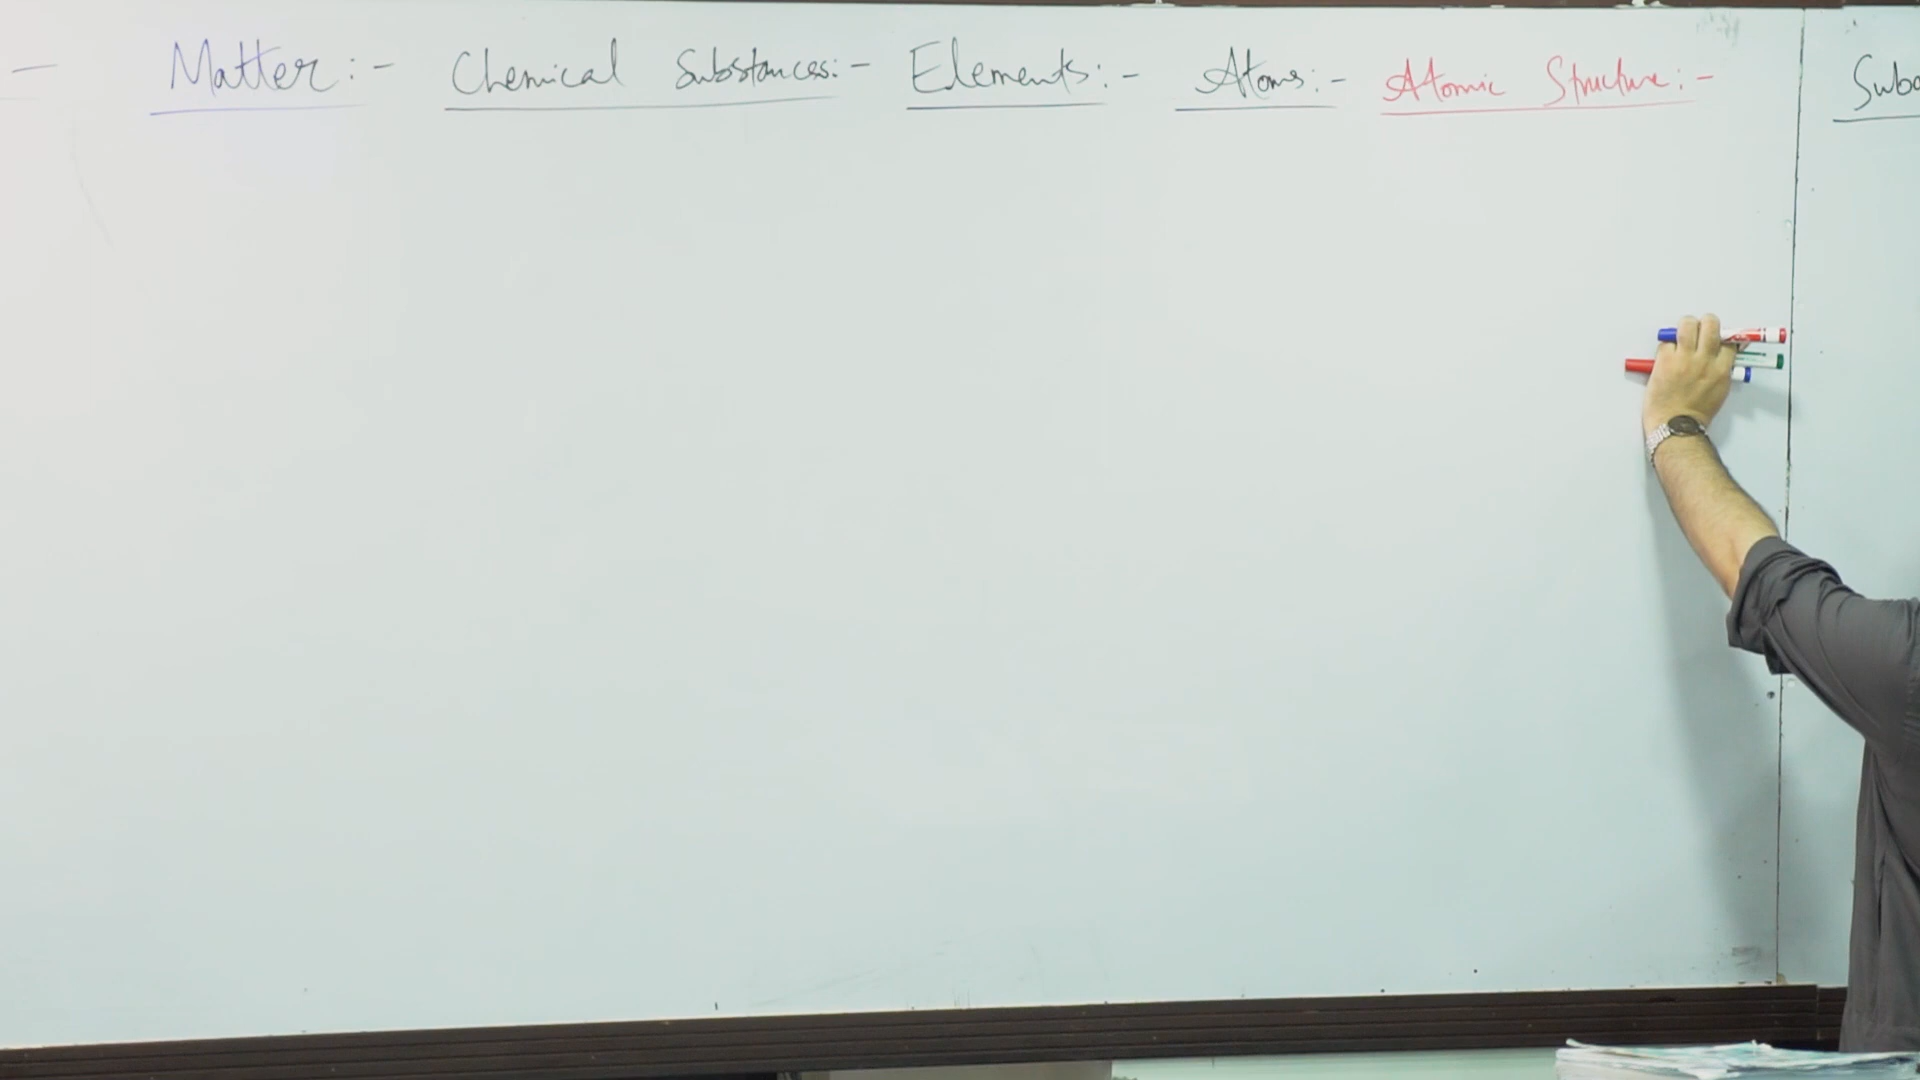 — Matter:- Chemical Substances:- Elements:- Atoms:- Atomic Structure:-